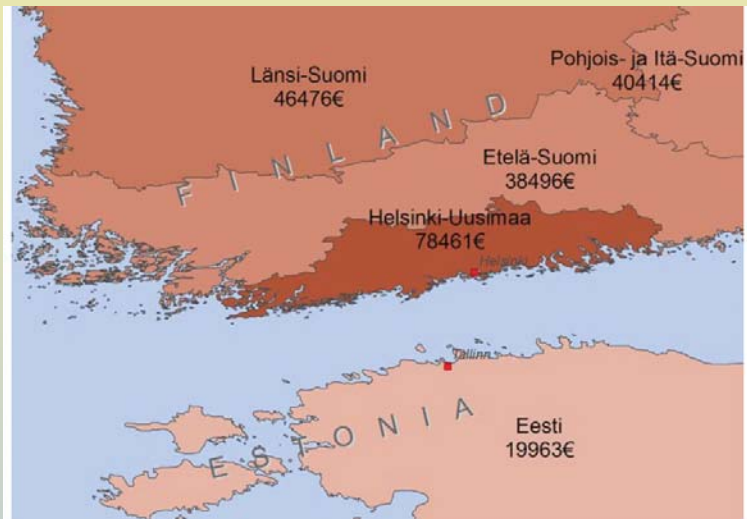 Pohjois- ja Itä-Suomi
40414€
Länsi-Suomi
46476€
FINLAND
Etelä-Suomi
38496€
Helsinki-Uusimaa
78461€
Helsinki
Tallinn
ESTONIA
Eesti
19963€